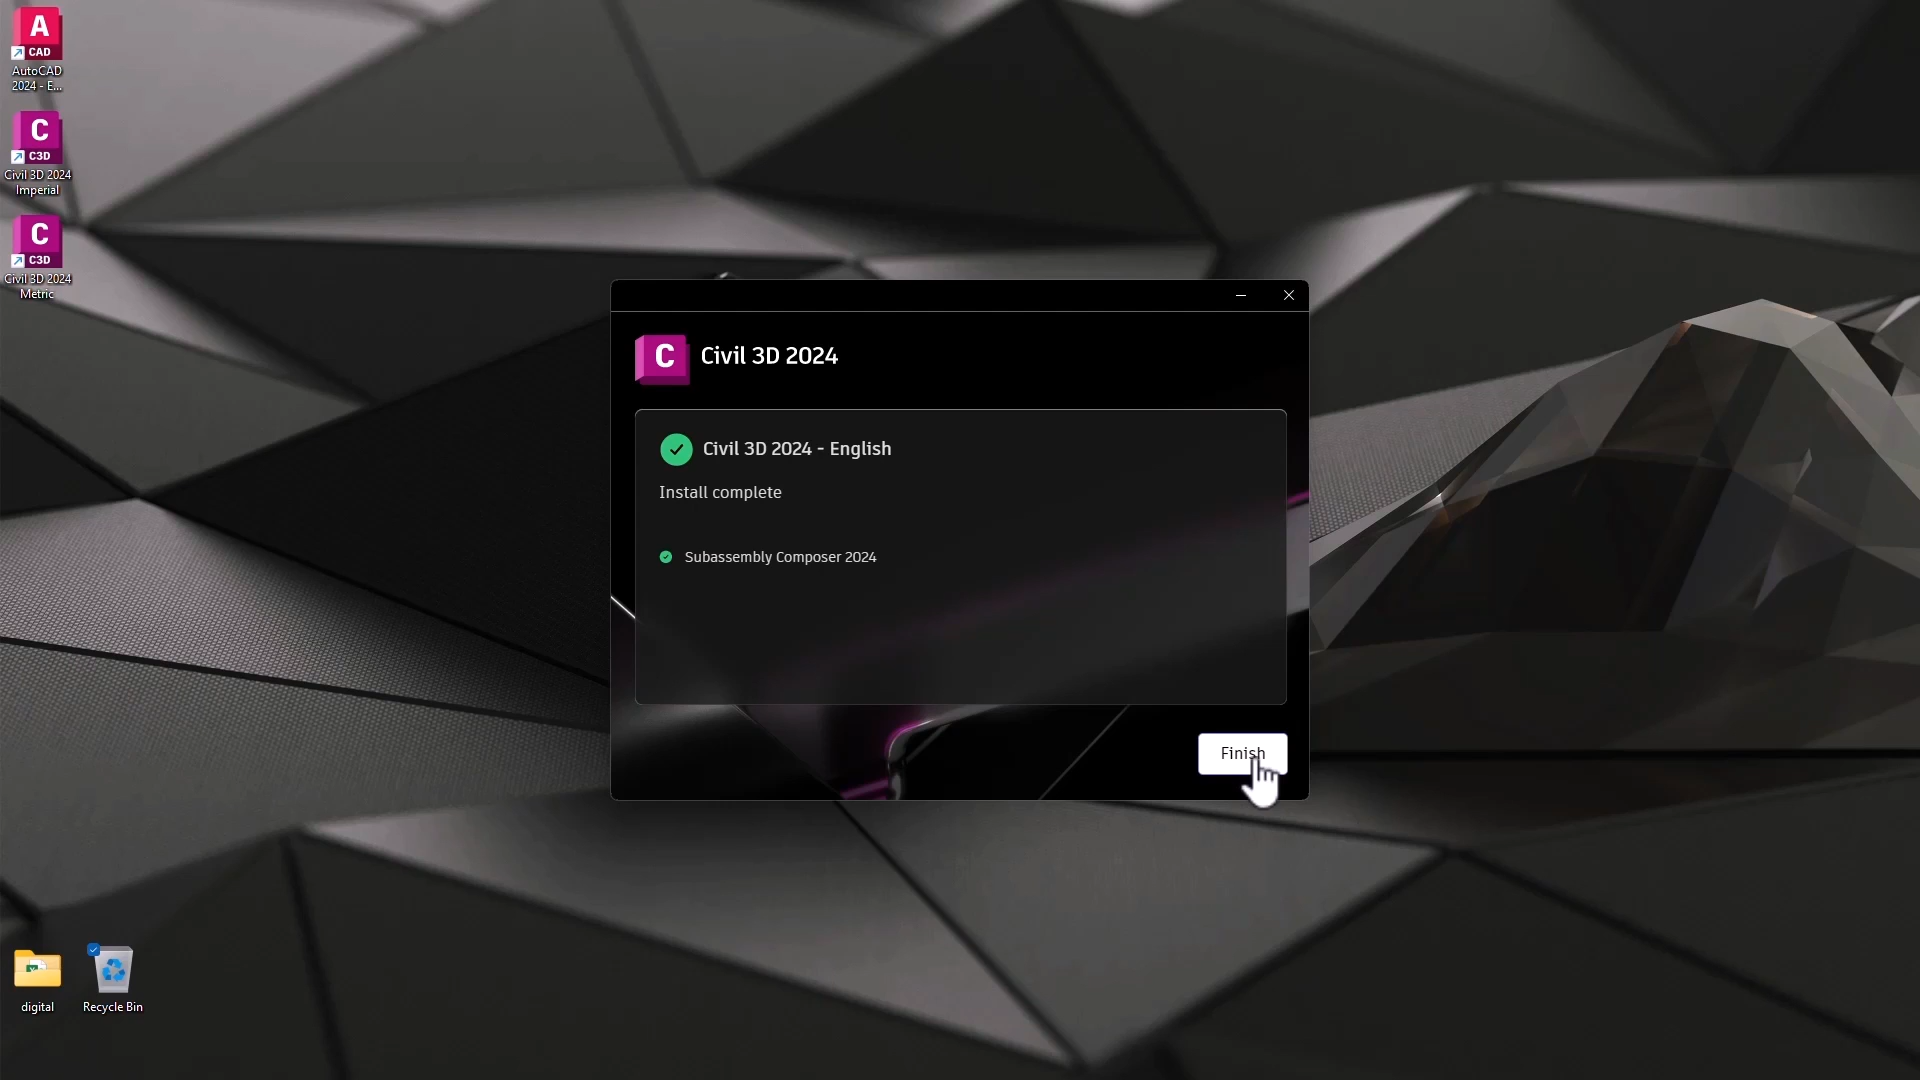 A
CAD
AutoCAD
2024 - E...
C
C3D
Civil 3D 2024
Imperial
C
C3D
Civil 3D 2024
Metric
C
Civil 3D 2024
Civil 3D 2024 - English
Install complete
Subassembly Composer 2024
Finish
digital
Recycle Bin